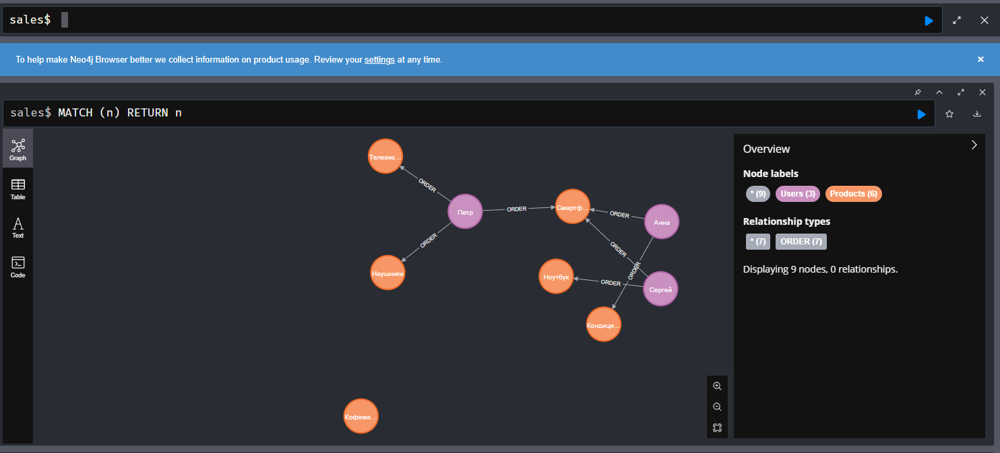 sales$
To help make Neo4j Browser better we collect information on product usage. Review your settings at any time.
sales$ MATCH (n) RETURN n
Graph
Table
Text
Code
Телевиз...
ORDER
Петр
ORDER
Смартф...
ORDER
Анна
ORDER
Наушники
ORDER
ORDER
Ноутбук
ORDER
Сергей
Кондици...
Кофема...
Overview
Node labels
* (9) Users (3) Products (6)
Relationship types
* (7) ORDER (7)
Displaying 9 nodes, 0 relationships.